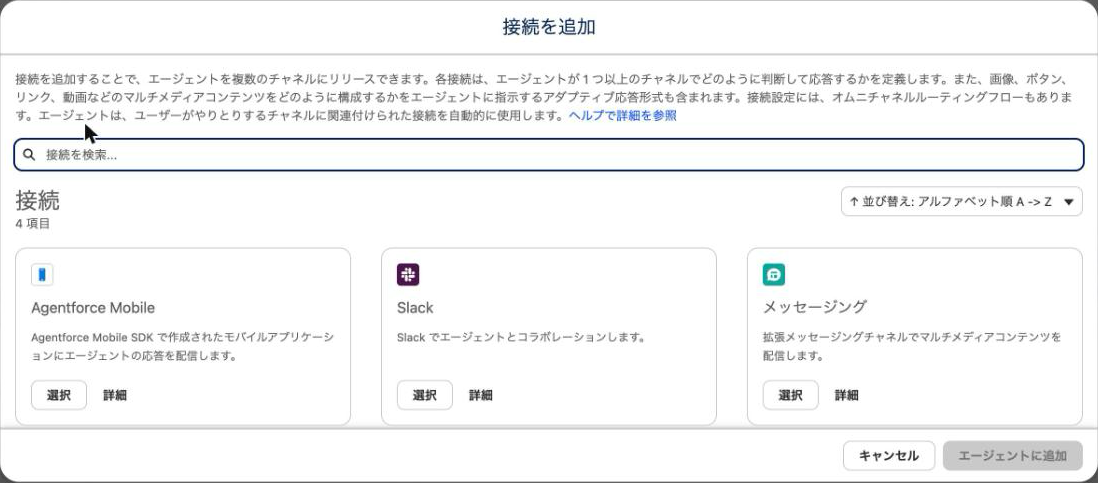 接続を追加
接続を追加することで、エージェントを複数のチャネルにリリースできます。各接続は、エージェントが 1 つ以上のチャネルでどのように判断して応答するかを定義します。また、画像、ボタン、
リンク、動画などのマルチメディアコンテンツをどのように構成するかをエージェントに指示するアダプティブ応答形式も含まれます。接続設定には、オムニチャネルルーティングフローもありま
す。エージェントは、ユーザーがやりとりするチャネルに関連付けられた接続を自動的に使用します。ヘルプで詳細を参照
接続を検索...
接続
4 項目
↑ 並び替え: アルファベット順 A -> Z
Agentforce Mobile
Agentforce Mobile SDK で作成されたモバイルアプリケーシ
ョンにエージェントの応答を配信します。
選択 詳細
Slack
Slack でエージェントとコラボレーションします。
選択 詳細
メッセージング
拡張メッセージングチャネルでマルチメディアコンテンツを
配信します。
選択 詳細
キャンセル エージェントに追加